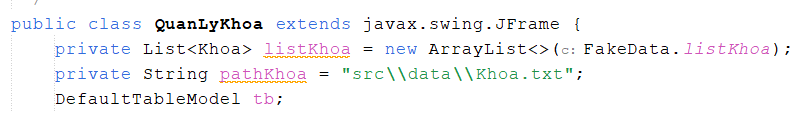 public class QuanLyKhoa extends javax.swing.JFrame {
private List<Khoa> listKhoa = new ArrayList<>(c: FakeData.listKhoa);
private String pathKhoa = "src\\data\\Khoa.txt";
DefaultTableModel tb;